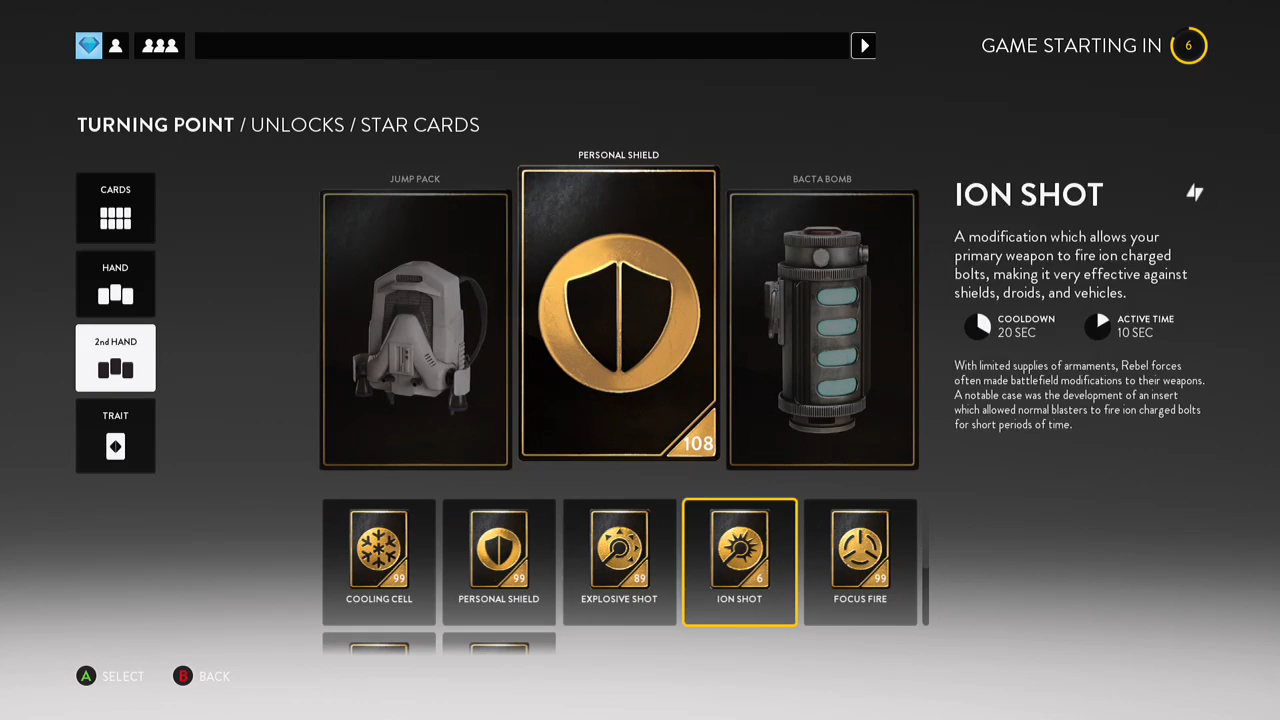 GAME STARTING IN 6
TURNING POINT / UNLOCKS / STAR CARDS
CARDS
HAND
2nd HAND
TRAIT
JUMP PACK
PERSONAL SHIELD
108
BACTA BOMB
ION SHOT
A modification which allows your
primary weapon to fire ion charged
bolts, making it very effective against
shields, droids, and vehicles.
COOLDOWN
20 SEC
ACTIVE TIME
10 SEC
With limited supplies of armaments, Rebel forces
often made battlefield modifications to their weapons.
A notable case was the development of an insert
which allowed normal blasters to fire ion charged bolts
for short periods of time.
99
COOLING CELL
99
PERSONAL SHIELD
89
EXPLOSIVE SHOT
6
ION SHOT
99
FOCUS FIRE
A SELECT
B BACK